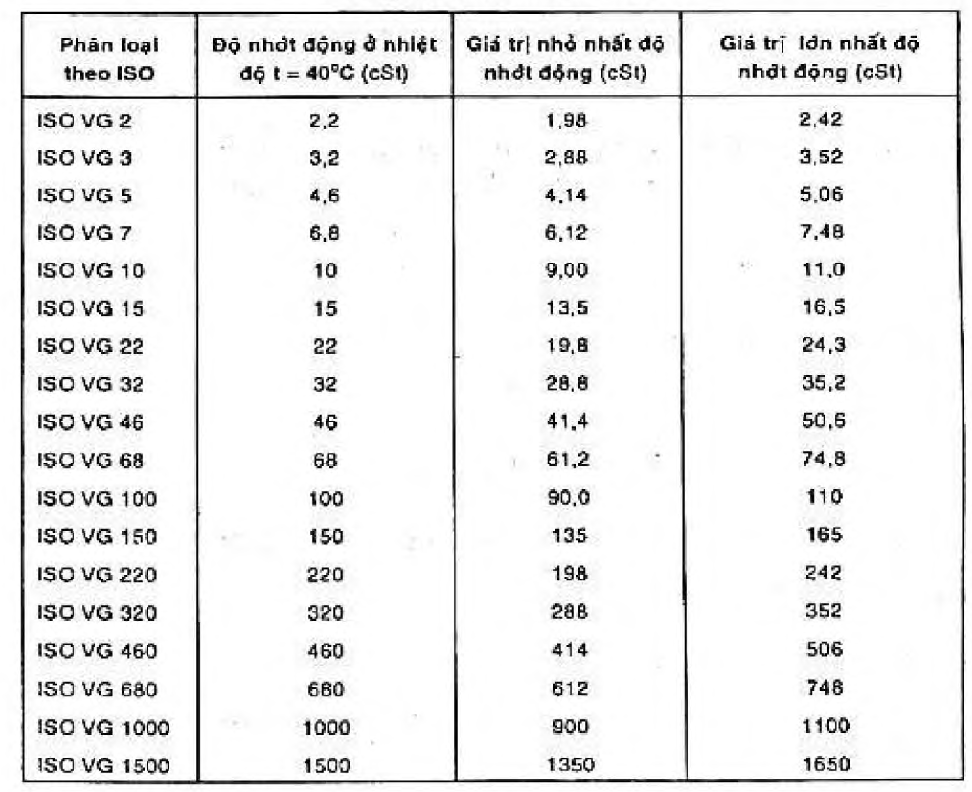 Phân loại theo ISO | Độ nhớt động ở nhiệt độ t = 40°C (cSt) | Giá trị nhỏ nhất độ nhớt động (cSt) | Giá trị lớn nhất độ nhớt động (cSt)
ISO VG 2 2,2 1,98 2,42
ISO VG 3 3,2 2,88 3,52
ISO VG 5 4,6 4,14 5,06
ISO VG 7 6,8 6,12 7,48
ISO VG 10 10 9,00 11,0
ISO VG 15 15 13,5 16,5
ISO VG 22 22 19,8 24,3
ISO VG 32 32 28,8 35,2
ISO VG 46 46 41,4 50,6
ISO VG 68 68 61,2 74,8
ISO VG 100 100 90,0 110
ISO VG 150 150 135 165
ISO VG 220 220 198 242
ISO VG 320 320 288 352
ISO VG 460 460 414 506
ISO VG 680 680 612 748
ISO VG 1000 1000 900 1100
ISO VG 1500 1500 1350 1650